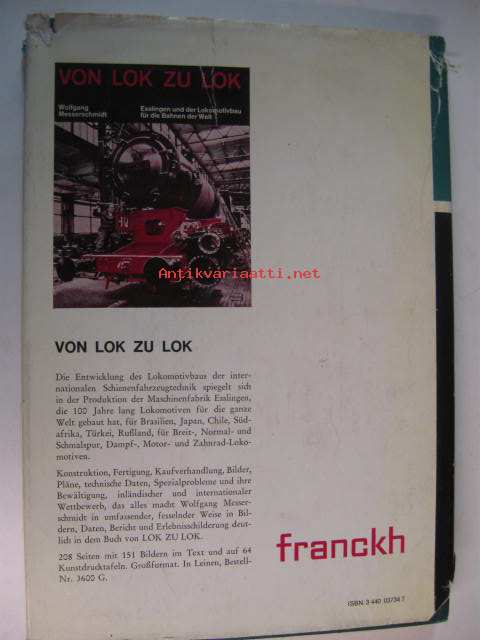 VON LOK ZU LOK
Wolfgang
Messerschmidt
Esslingen und der Lokomotivbau
für die Bahnen der Welt
Antikvariaatti.net
VON LOK ZU LOK
Die Entwicklung des Lokomotivbaus der inter-
nationalen Schienenfahrzeugtechnik spiegelt sich
in der Produktion der Maschinenfabrik Esslingen,
die 100 Jahre lang Lokomotiven für die ganze
Welt gebaut hat, für Brasilien, Japan, Chile, Süd-
afrika, Türkei, Rußland, für Breit-, Normal- und
Schmalspur, Dampf-, Motor- und Zahnrad-Loko-
motiven.
Konstruktion, Fertigung, Kaufverhandlung, Bilder,
Pläne, technische Daten, Spezialprobleme und ihre
Bewältigung, inländischer und internationaler
Wettbewerb, das alles macht Wolfgang Messer-
schmidt in umfassender, fesselnder Weise in Bil-
dern, Daten, Bericht und Erlebnisschilderung deut-
lich in dem Buch von LOK ZU LOK.
208 Seiten mit 151 Bildern im Text und auf 64
Kunstdrucktafeln. Großformat. In Leinen, Bestell-
Nr. 3600 G.
franckh
ISBN 3 440 03734 7